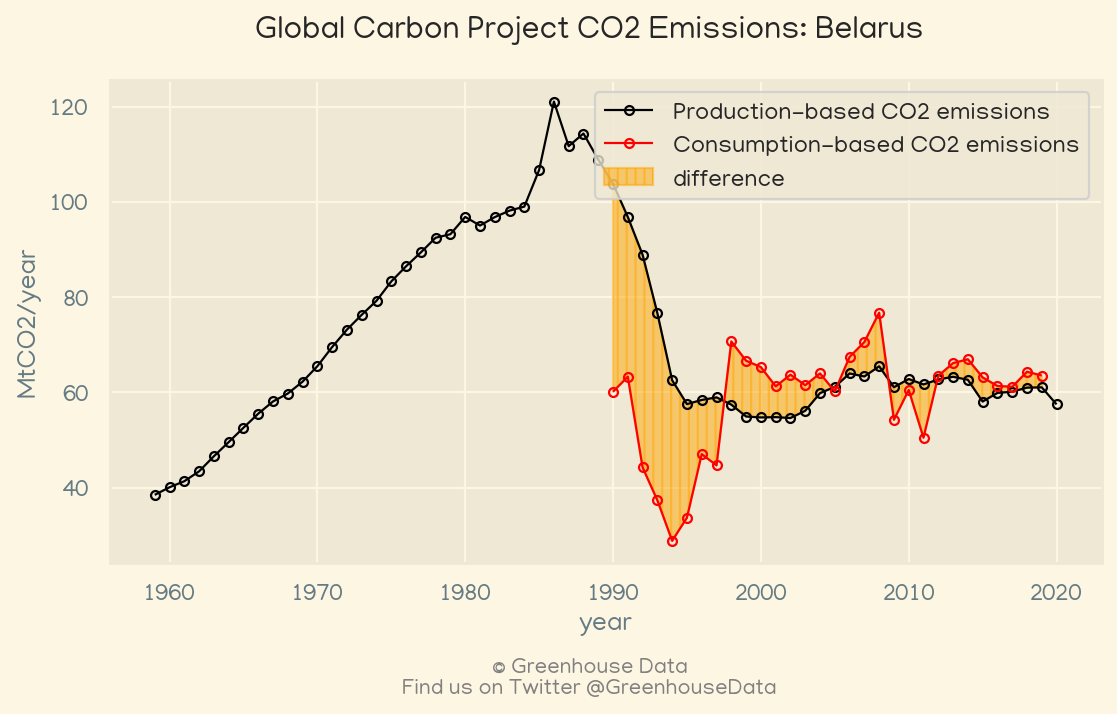 Global Carbon Project CO2 Emissions: Belarus
Production-based CO2 emissions
Consumption-based CO2 emissions
difference
MtCO2/year
120
100
80
60
40
1960 1970 1980 1990 2000 2010 2020
year
© Greenhouse Data
Find us on Twitter @GreenhouseData